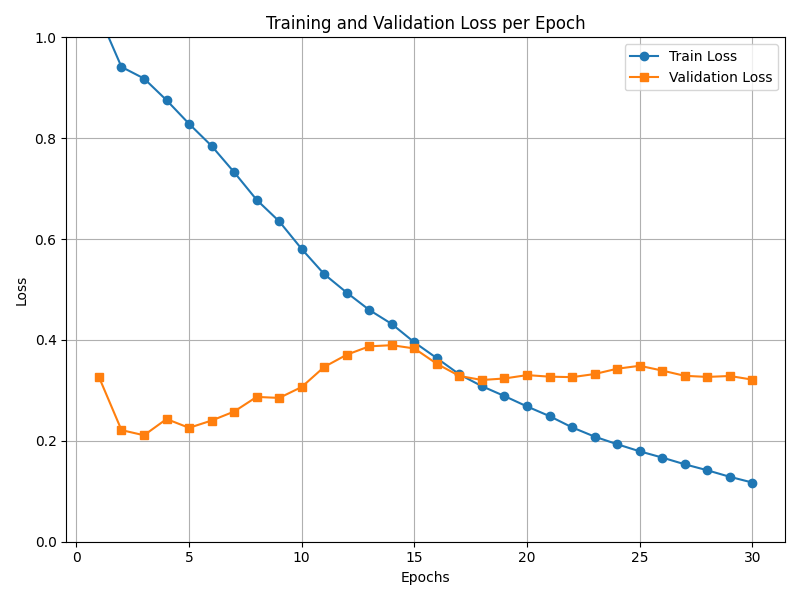 Training and Validation Loss per Epoch
Train Loss
Validation Loss
1.0
0.8
0.6
0.4
0.2
0.0
Loss
0 5 10 15 20 25 30
Epochs